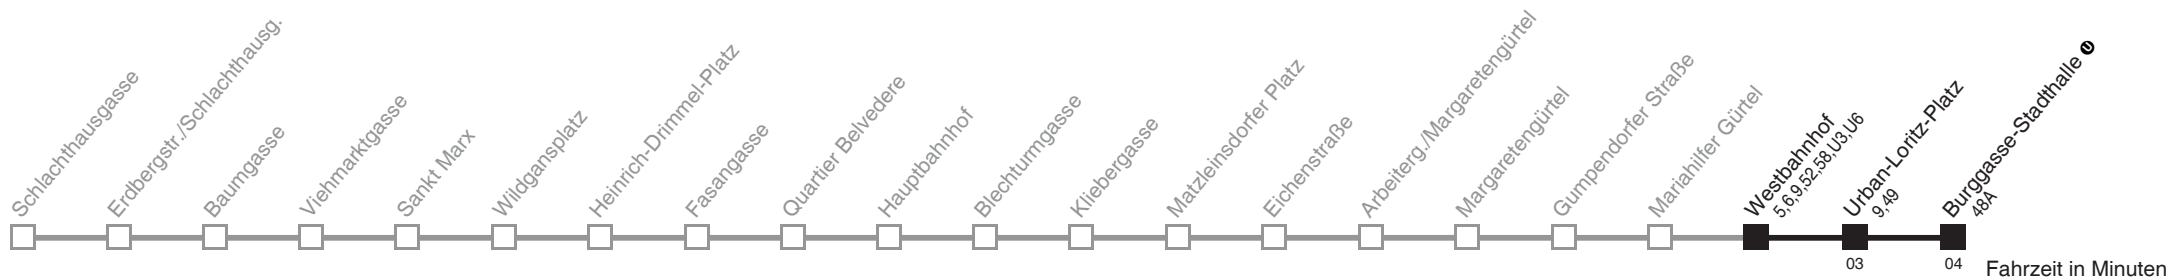 Schlachthausgasse
Erdbergstr./Schlachthausg.
Baumgasse
Viehmarktgasse
Sankt Marx
Wildgansplatz
Heinrich-Drimmel-Platz
Fasangasse
Quartier Belvedere
Hauptbahnhof
Blechturmgasse
Kliebergasse
Matzleinsdorfer Platz
Eichenstraße
Arbeiterg./Margaretengürtel
Margaretengürtel
Gumpendorfer Straße
Mariahilfer Gürtel
Westbahnhof
5,6,9,52,58,U3,U6
Urban-Loritz-Platz
9,49
Burggasse-Stadthalle U
48A
03
04
Fahrzeit in Minuten